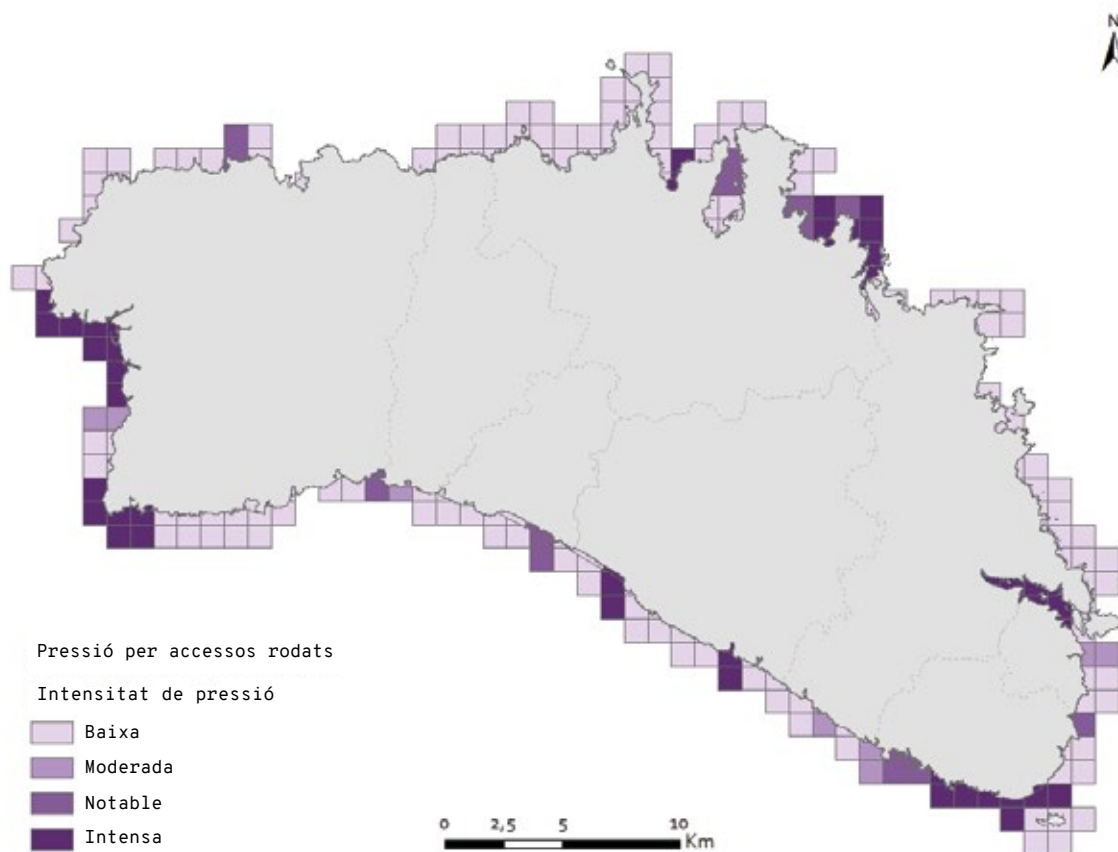 N
Pressió per accessos rodats
Intensitat de pressió
Baixa
Moderada
Notable
Intensa
0 2,5 5 10
Km